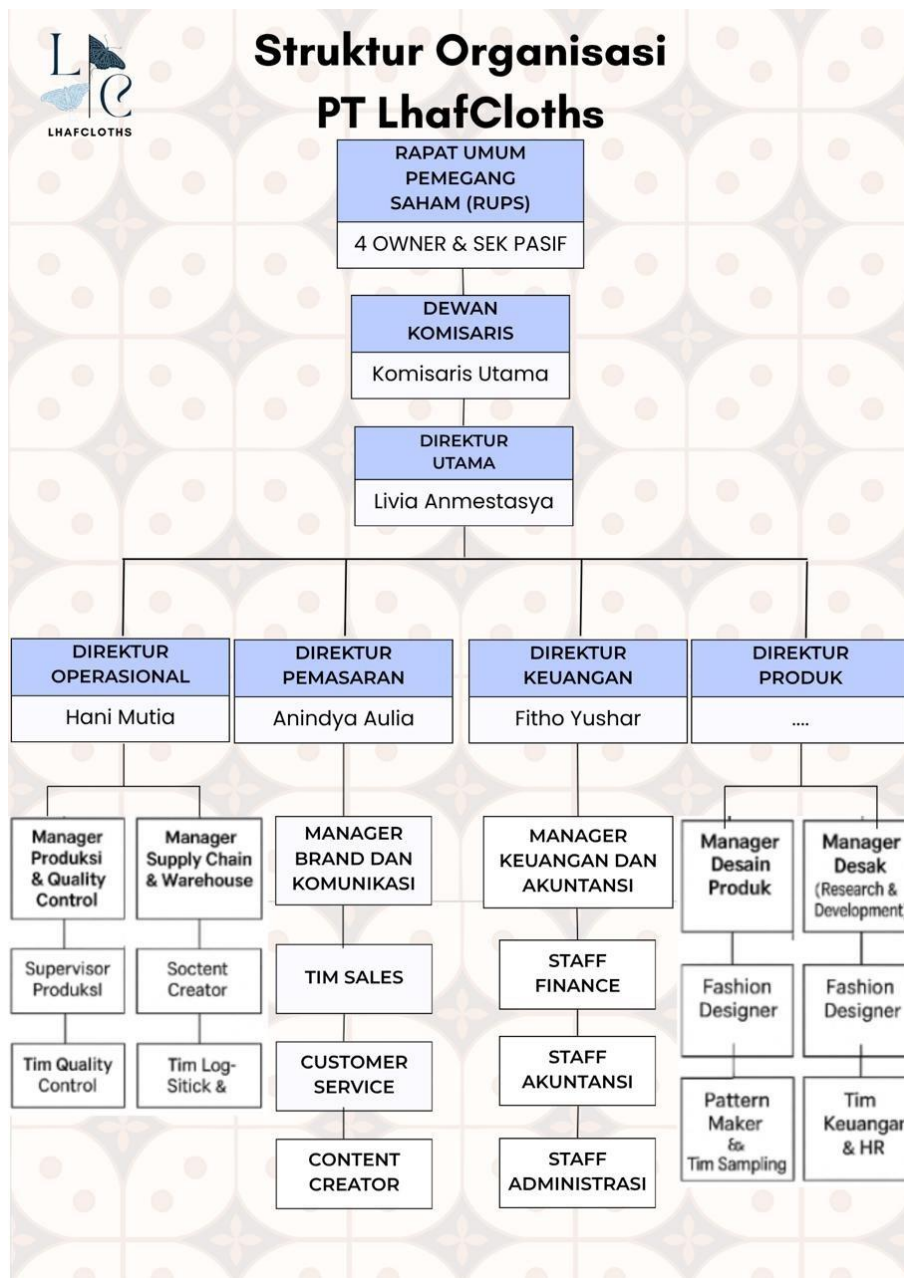 L C
LHAFCLOTHS
Struktur Organisasi
PT LhafCloths
RAPAT UMUM
PEMEGANG
SAHAM (RUPS)
4 OWNER & SEK PASIF
DEWAN
KOMISARIS
Komisaris Utama
DIREKTUR
UTAMA
Livia Anmestasya
DIREKTUR
OPERASIONAL
Hani Mutia
DIREKTUR
PEMASARAN
Anindya Aulia
DIREKTUR
KEUANGAN
Fitho Yushar
DIREKTUR
PRODUK
....
Manager
Produksi
& Quality
Control
Supervisor
Produksl
Tim Quality
Control
Manager
Supply Chain
& Warehouse
Soctent
Creator
Tim Log-
Sitick &
MANAGER
BRAND DAN
KOMUNIKASI
TIM SALES
CUSTOMER
SERVICE
CONTENT
CREATOR
MANAGER
KEUANGAN DAN
AKUNTANSI
STAFF
FINANCE
STAFF
AKUNTANSI
STAFF
ADMINISTRASI
Manager
Desain
Produk
Fashion
Designer
Pattern
Maker
&
Tim Sampling
Manager
Desak
(Research &
Development)
Fashion
Designer
Tim
Keuangan
& HR